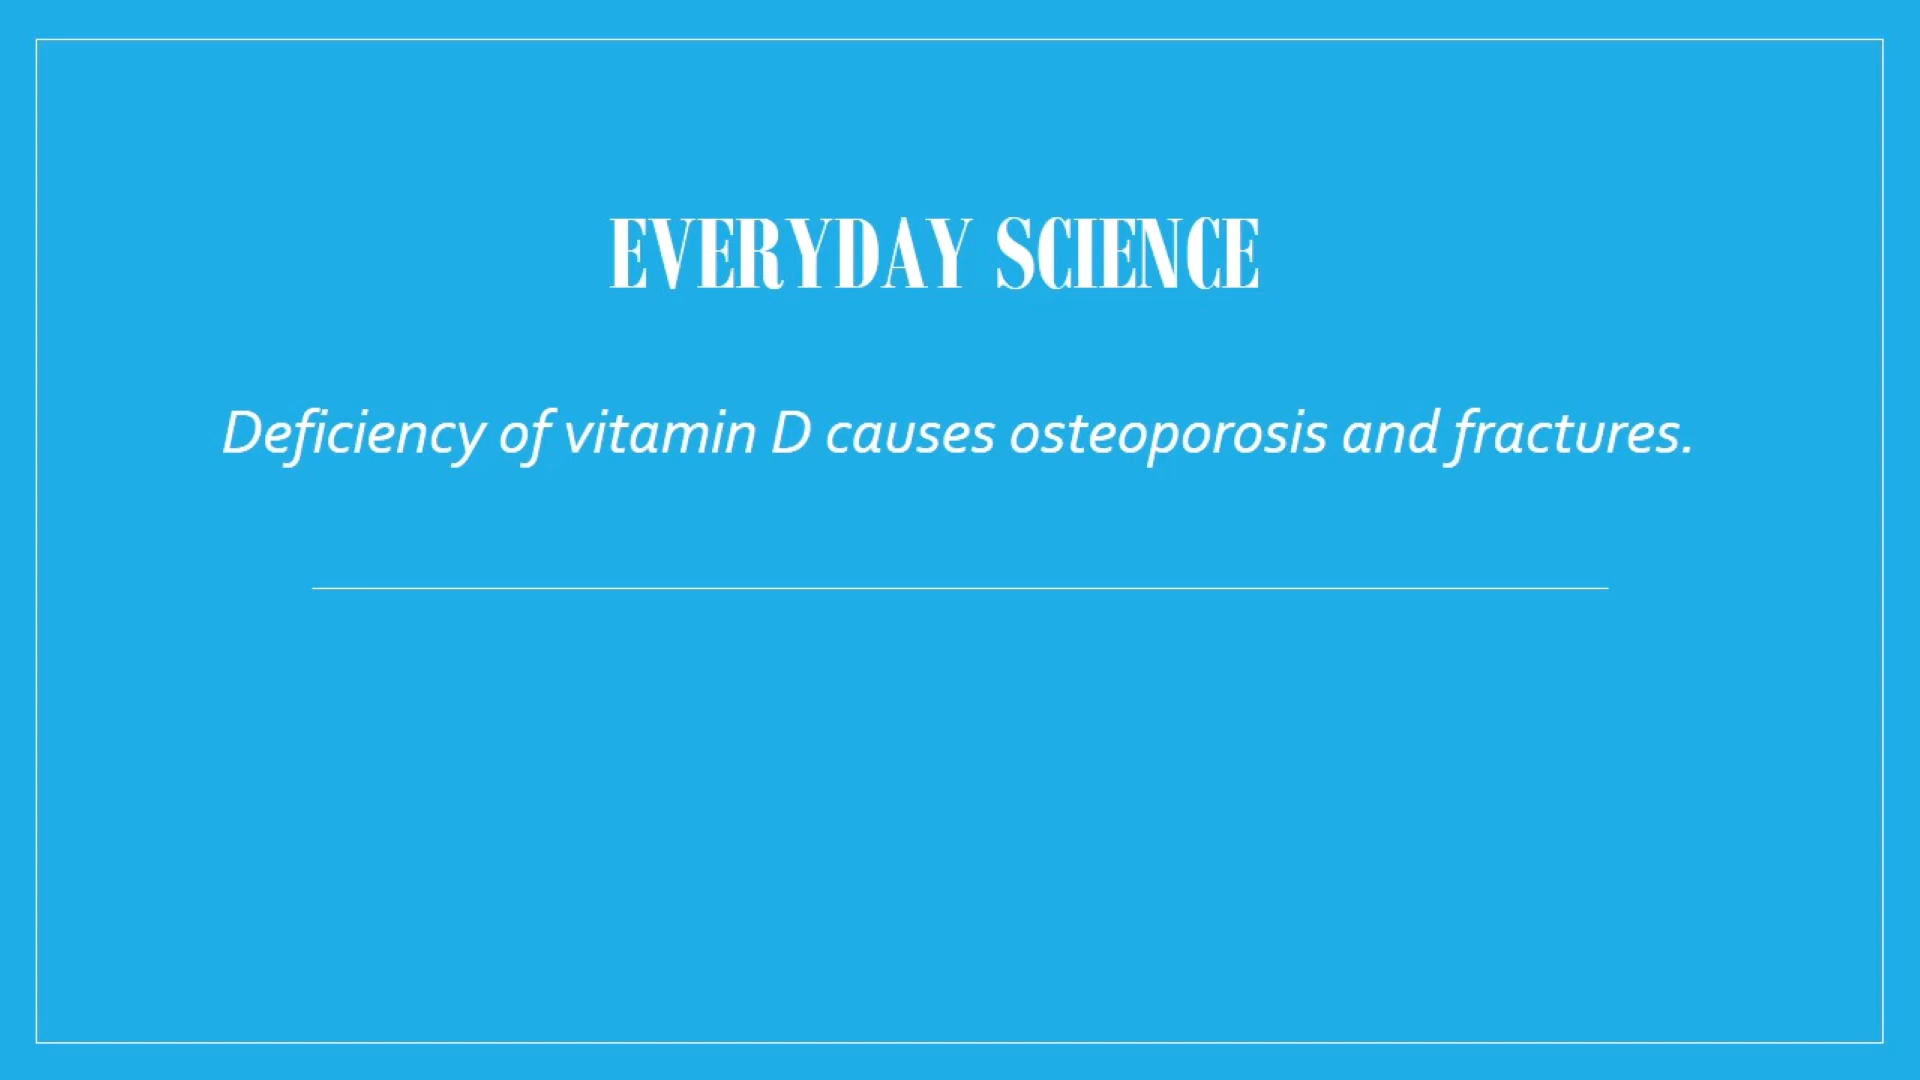 EVERYDAY SCIENCE
Deficiency of vitamin D causes osteoporosis and fractures.